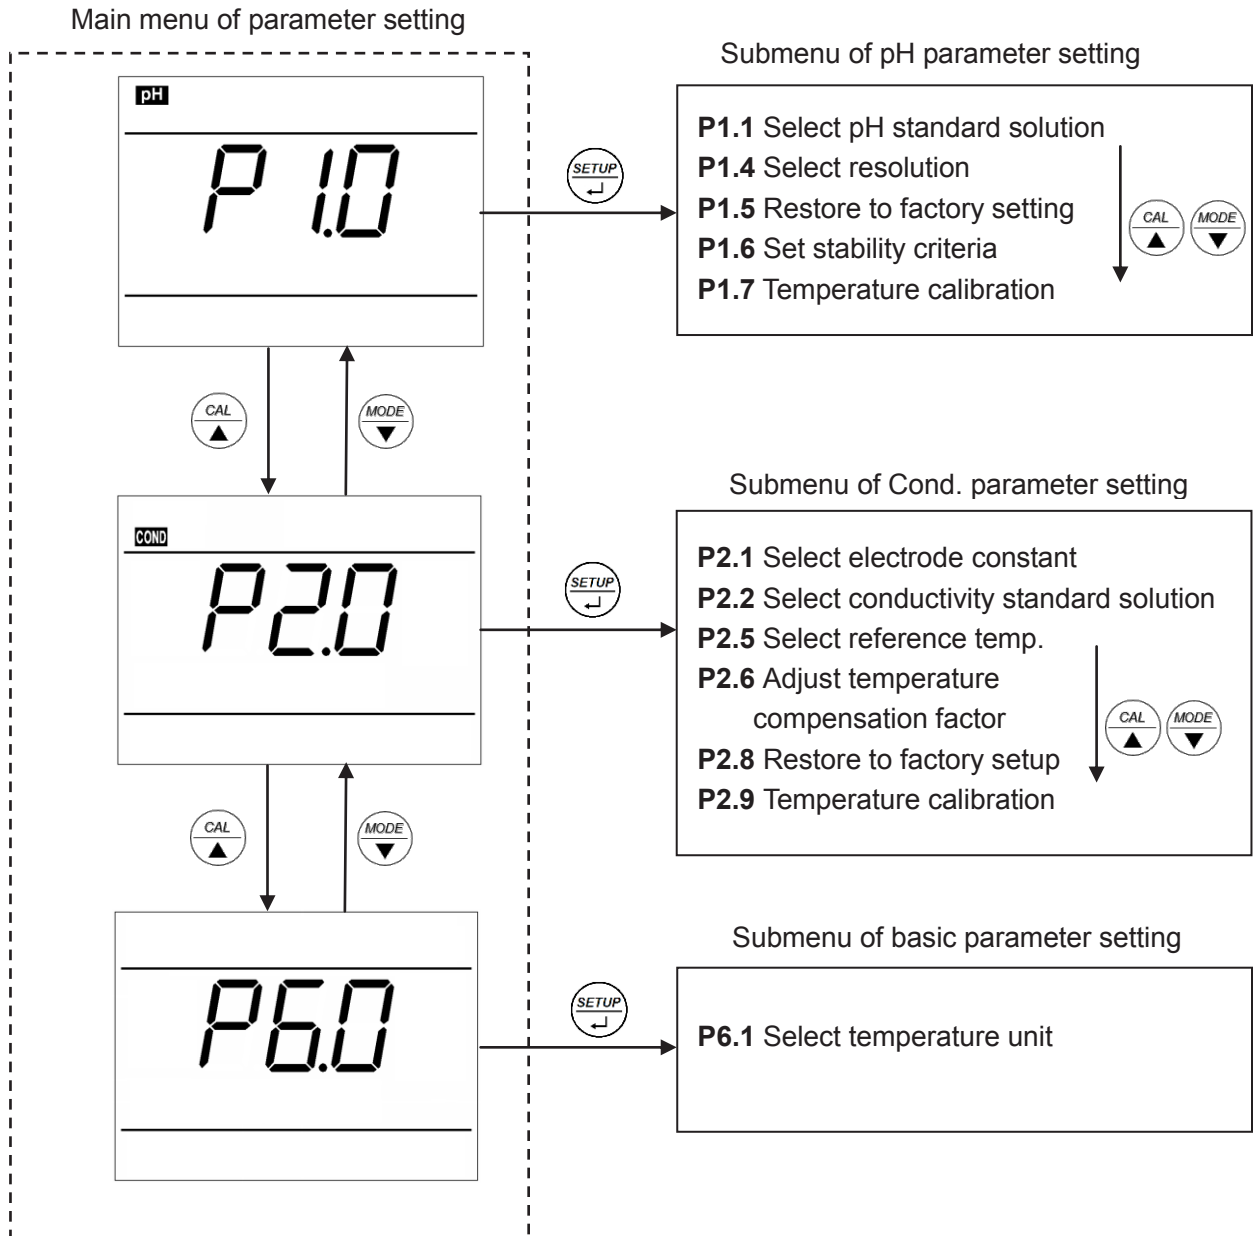 Main menu of parameter setting
Submenu of pH parameter setting
pH
P1.0
SETUP
P1.1 Select pH standard solution
P1.4 Select resolution
P1.5 Restore to factory setting
P1.6 Set stability criteria
P1.7 Temperature calibration
CAL
MODE
CAL
MODE
Submenu of Cond. parameter setting
COND
P2.0
SETUP
P2.1 Select electrode constant
P2.2 Select conductivity standard solution
P2.5 Select reference temp.
P2.6 Adjust temperature
compensation factor
P2.8 Restore to factory setup
P2.9 Temperature calibration
CAL
MODE
CAL
MODE
Submenu of basic parameter setting
P6.0
SETUP
P6.1 Select temperature unit